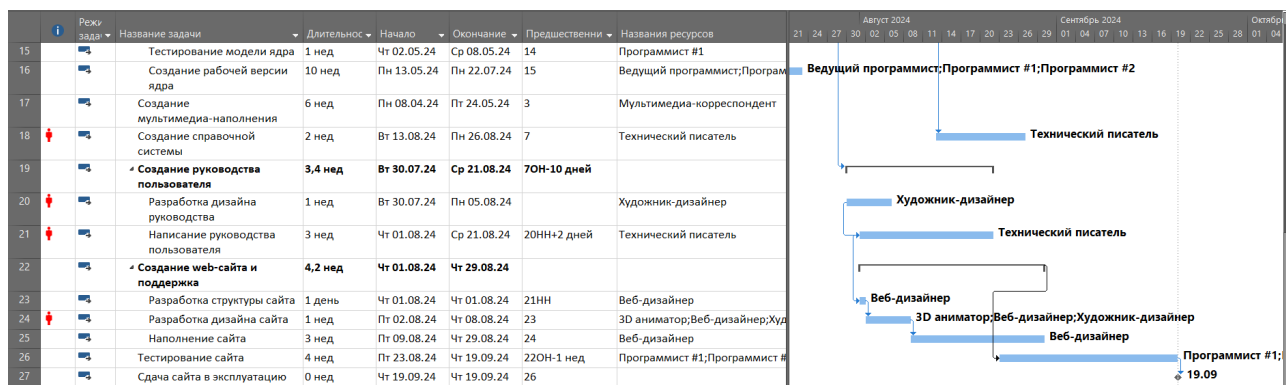 Август 2024 Сентябрь 2024 Октябрь
Режи
задач Название задачи Длительнос Начало Окончание Предшественни Названия ресурсов 21 24 27 30 02 05 08 11 14 17 20 23 26 29 01 04 07 10 13 16 19 22 25 28 01 04
15 Тестирование модели ядра 1 нед Чт 02.05.24 Ср 08.05.24 14 Программист #1
16 Создание рабочей версии 10 нед Пн 13.05.24 Пн 22.07.24 15 Ведущий программист;Програм Ведущий программист;Программист #1;Программист #2
ядра
17 Создание 6 нед Пн 08.04.24 Пт 24.05.24 3 Мультимедиа-корреспондент
мультимедиа-наполнения
18 Создание справочной 2 нед Вт 13.08.24 Пн 26.08.24 7 Технический писатель Технический писатель
системы
19 Создание руководства 3,4 нед Вт 30.07.24 Ср 21.08.24 7ОН-10 дней
пользователя
20 Разработка дизайна 1 нед Вт 30.07.24 Пн 05.08.24 Художник-дизайнер Художник-дизайнер
руководства
21 Написание руководства 3 нед Чт 01.08.24 Ср 21.08.24 20НН+2 дней Технический писатель Технический писатель
пользователя
22 Создание web-сайта и 4,2 нед Чт 01.08.24 Чт 29.08.24
поддержка
23 Разработка структуры сайта 1 день Чт 01.08.24 Чт 01.08.24 21НН Веб-дизайнер Веб-дизайнер
24 Разработка дизайна сайта 1 нед Пт 02.08.24 Чт 08.08.24 23 3D аниматор;Веб-дизайнер;Худ 3D аниматор;Веб-дизайнер;Художник-дизайнер
25 Наполнение сайта 3 нед Пт 09.08.24 Чт 29.08.24 24 Веб-дизайнер Веб-дизайнер
26 Тестирование сайта 4 нед Пт 23.08.24 Чт 19.09.24 22ОН-1 нед Программист #1;Программист # Программист #1;
27 Сдача сайта в эксплуатацию 0 нед Чт 19.09.24 Чт 19.09.24 26 19.09